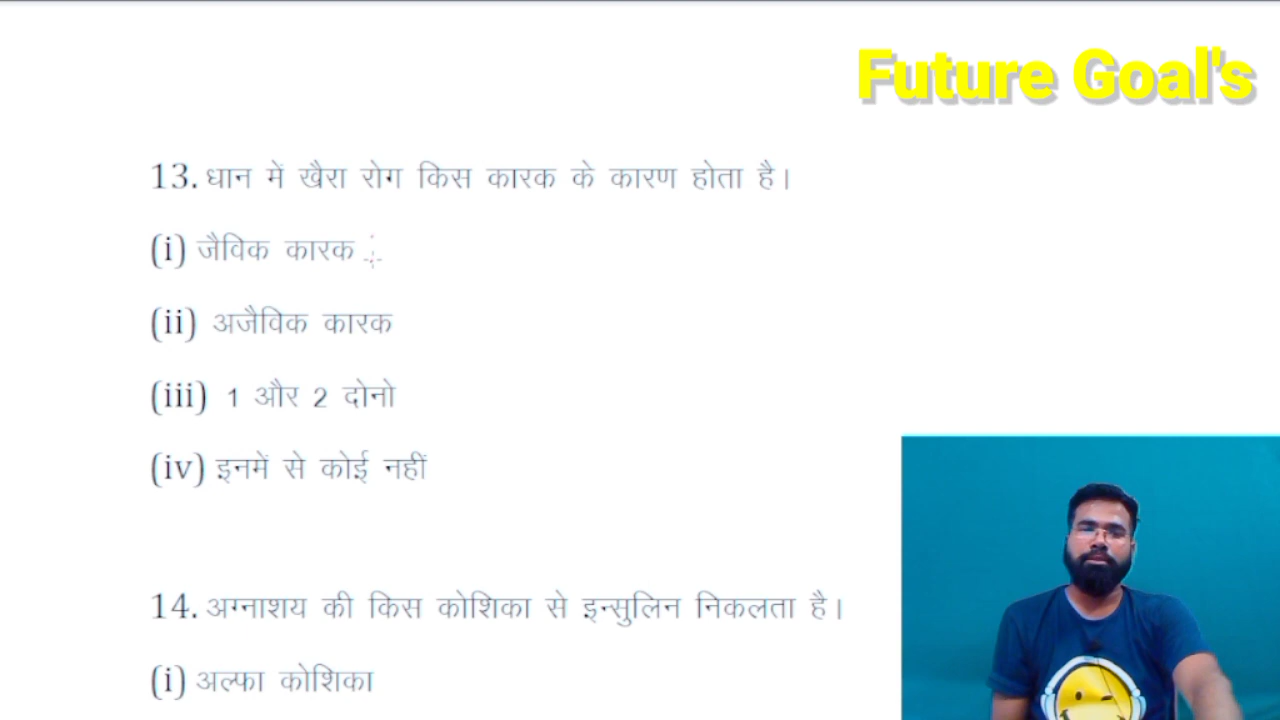 Future Goal's
13. धान में खैरा रोग किस कारक के कारण होता है।
(i) जैविक कारक
(ii) अजैविक कारक
(iii) 1 और 2 दोनो
(iv) इनमें से कोई नहीं
14. अग्नाशय की किस कोशिका से इन्सुलिन निकलता है।
(i) अल्फा कोशिका